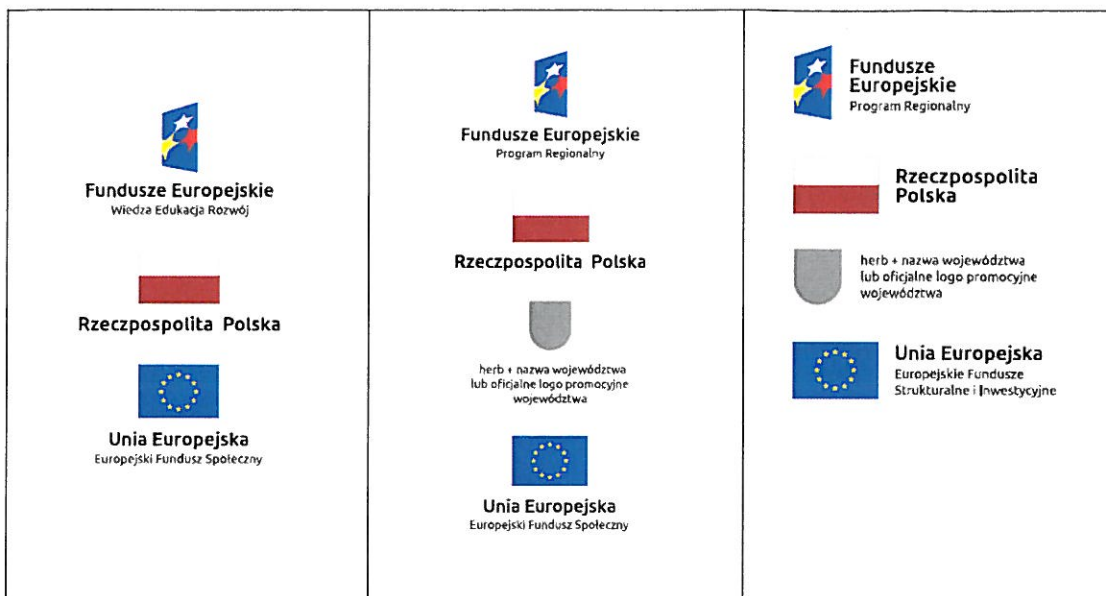 Fundusze Europejskie
Wiedza Edukacja Rozwój
Rzeczpospolita Polska
Unia Europejska
Europejski Fundusz Społeczny
Fundusze Europejskie
Program Regionalny
Rzeczpospolita Polska
herb + nazwa województwa
lub oficjalne logo promocyjne
województwa
Unia Europejska
Europejski Fundusz Społeczny
Fundusze
Europejskie
Program Regionalny
Rzeczpospolita
Polska
herb + nazwa województwa
lub oficjalne logo promocyjne
województwa
Unia Europejska
Europejskie Fundusze
Strukturalne i Inwestycyjne